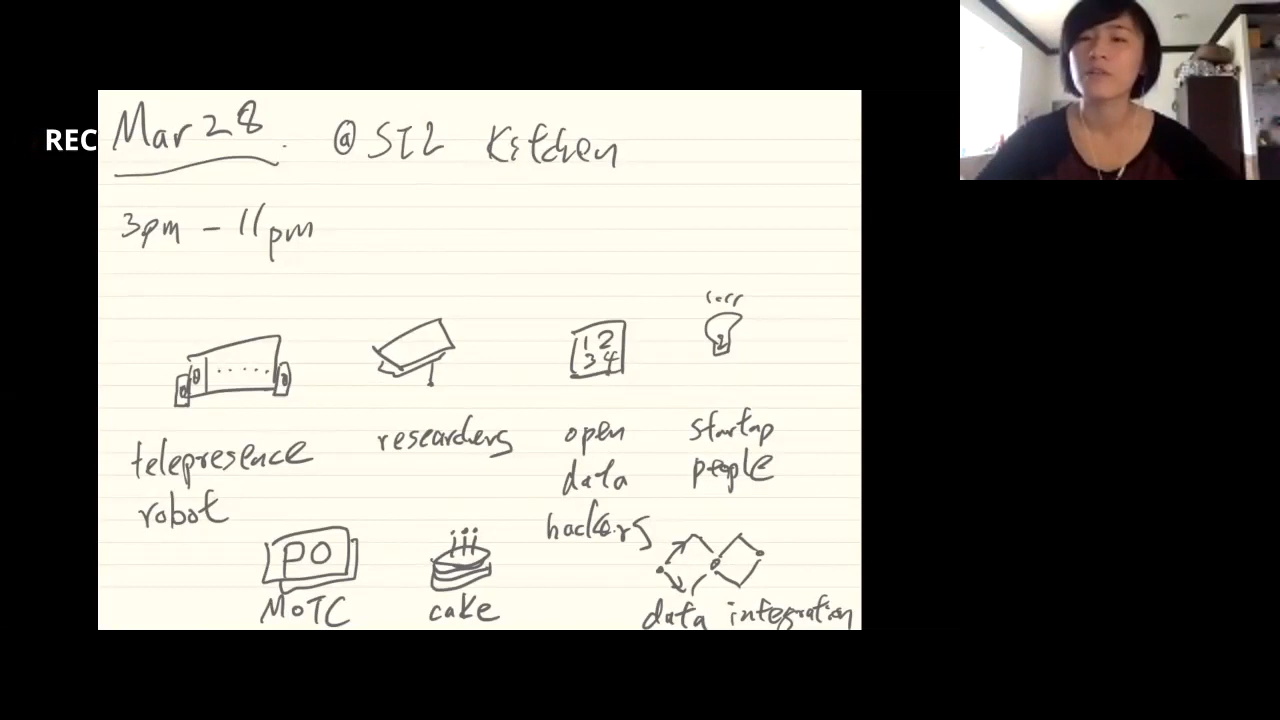 REC
Mar 28 @ SIL Kitchen
3pm - 11pm
1 2
3 4
telepresence
robot
researchers
open
data
hackers
startup
people
PO
MoTC
cake
data integration